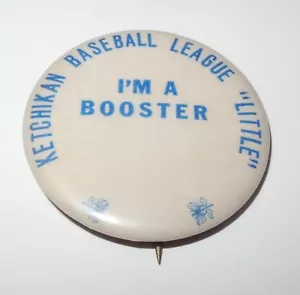 KETCHIKAN BASEBALL LEAGUE "LITTLE"
I'M A
BOOSTER